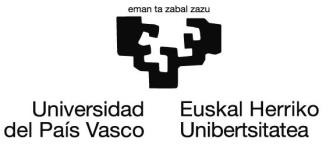 eman ta zabal zazu
Universidad
del País Vasco
Euskal Herriko
Unibertsitatea